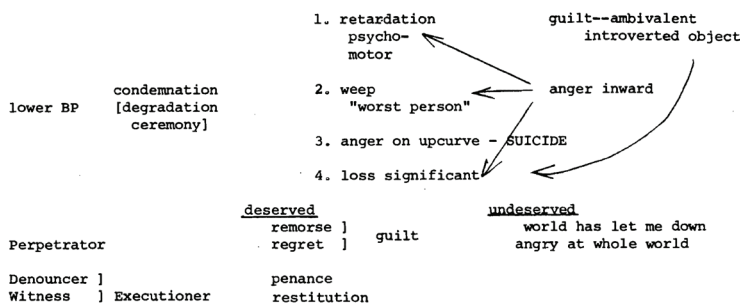 1. retardation guilt--ambivalent
psycho- introverted object
motor
condemnation 2. weep anger inward
lower BP [degradation "worst person"
ceremony]
3. anger on upcurve - SUICIDE
4. loss significant
deserved undeserved
remorse ] guilt world has let me down
Perpetrator regret ] angry at whole world
Denouncer ] penance
Witness ] Executioner restitution